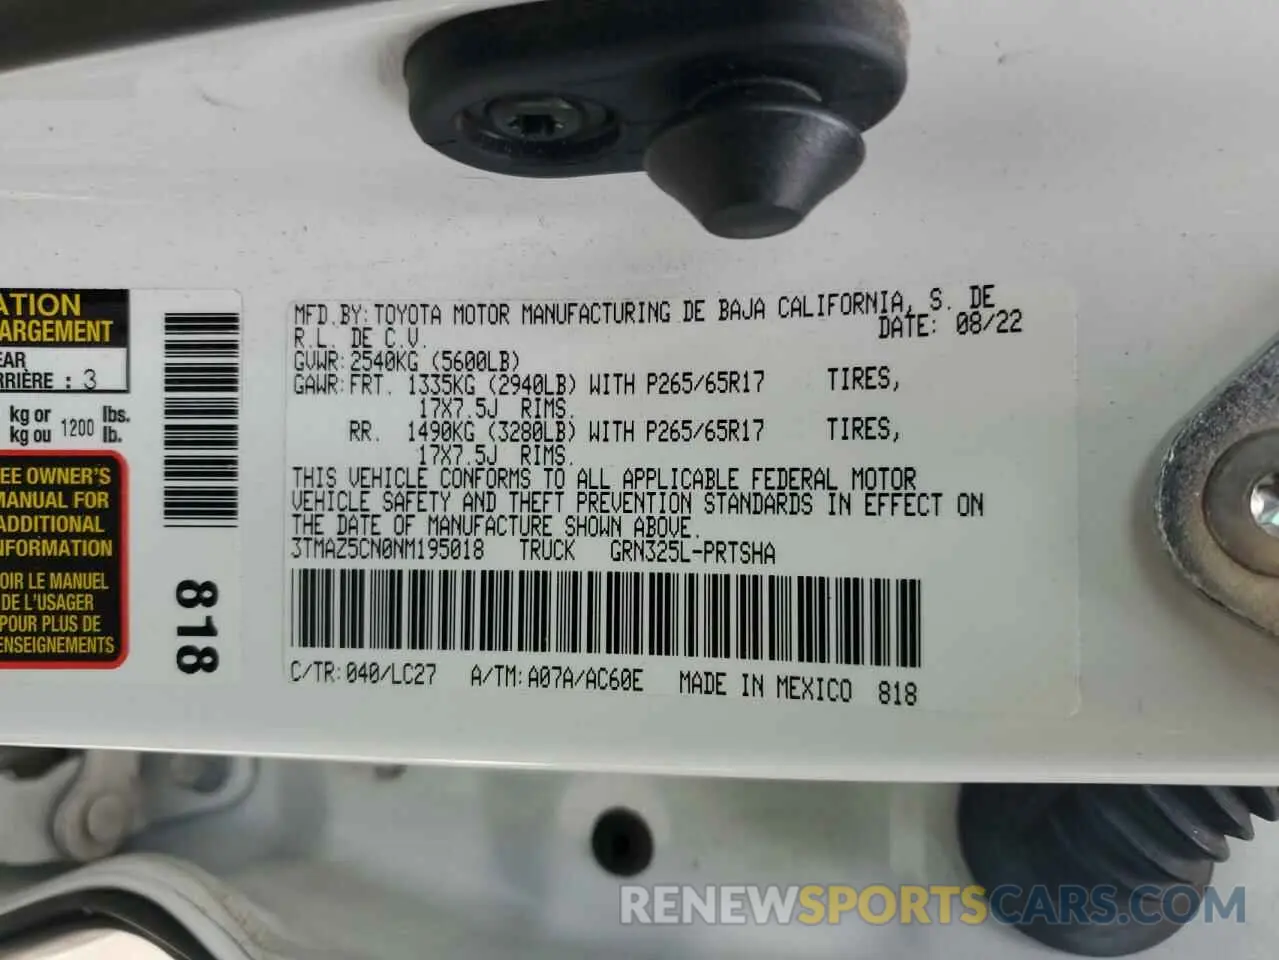 ATION
ARGEMENT
EAR
RRIÈRE : 3
kg or 1200 lbs.
kg ou lb.
EE OWNER'S
MANUAL FOR
ADDITIONAL
NFORMATION
OIR LE MANUEL
DE L'USAGER
POUR PLUS DE
ENSEIGNEMENTS
818
MFD.BY: TOYOTA MOTOR MANUFACTURING DE BAJA CALIFORNIA, S. DE
R.L. DE C.V. DATE: 08/22
GVWR: 2540KG (5600LB)
GAWR: FRT. 1335KG (2940LB) WITH P265/65R17 TIRES,
17X7.5J RIMS.
RR. 1490KG (3280LB) WITH P265/65R17 TIRES,
17X7.5J RIMS.
THIS VEHICLE CONFORMS TO ALL APPLICABLE FEDERAL MOTOR
VEHICLE SAFETY AND THEFT PREVENTION STANDARDS IN EFFECT ON
THE DATE OF MANUFACTURE SHOWN ABOVE.
3TMAZ5CN0NM195018 TRUCK GRN325L-PRTSHA
C/TR: 040/LC27 A/TM: A07A/AC60E MADE IN MEXICO 818
RENEWSPORTSCARS.COM